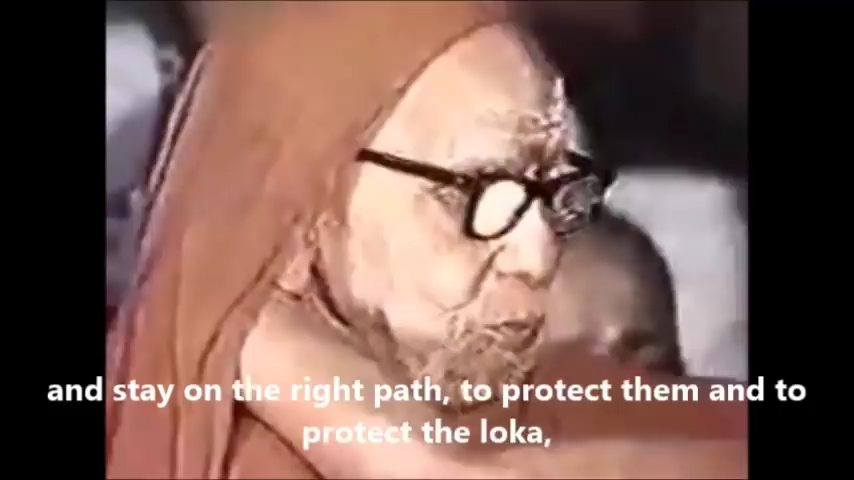 and stay on the right path, to protect them and to
protect the loka,